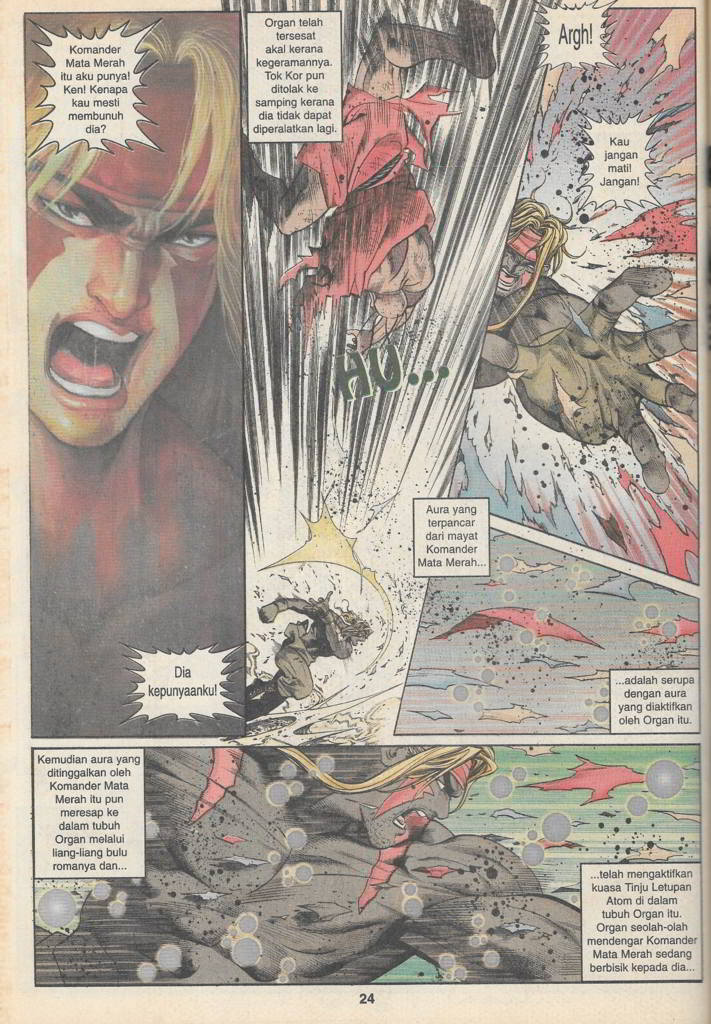 Komander
Mata Merah
itu aku punya!
Ken! Kenapa
kau mesti
membunuh
dia?
Organ telah
tersesat
akal kerana
kegeramannya.
Tok Kor pun
ditolak ke
samping kerana
dia tidak dapat
diperalatkan lagi.
Argh!
Kau
jangan
mati!
Jangan!
HU...
Dia
kepunyaanku!
Aura yang
terpancar
dari mayat
Komander
Mata Merah...
...adalah serupa
dengan aura
yang diaktifkan
oleh Organ itu.
Kemudian aura yang
ditinggalkan oleh
Komander Mata
Merah itu pun
meresap ke
dalam tubuh
Organ melalui
liang-liang bulu
romanya dan...
...telah mengaktifkan
kuasa Tinju Letupan
Atom di dalam
tubuh Organ itu.
Organ seolah-olah
mendengar Komander
Mata Merah sedang
berbisik kepada dia...
24